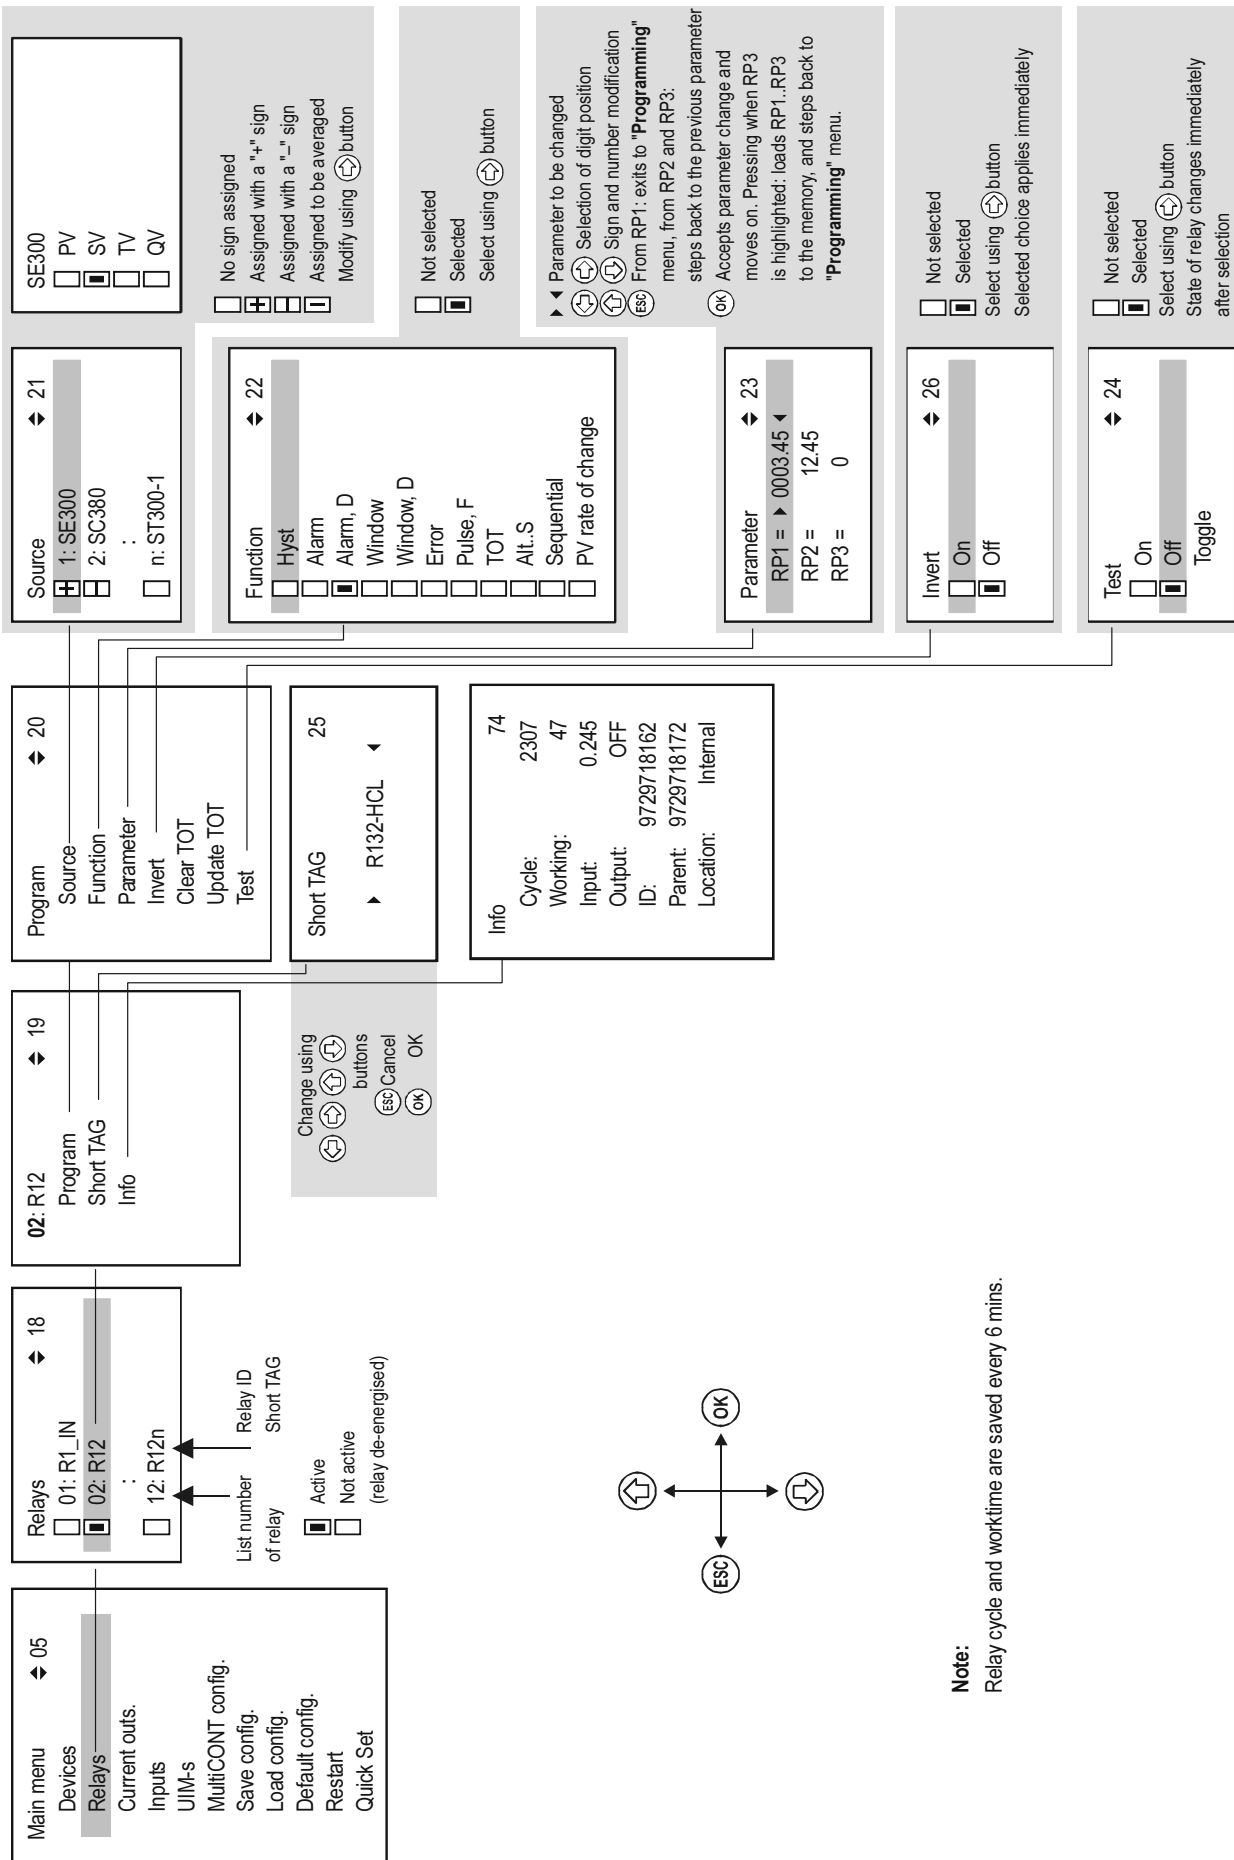 Main menu 05
Devices
Relays
Current outs.
Inputs
UIM-s
MultiCONT config.
Save config.
Load config.
Default config.
Restart
Quick Set
Relays 18
01: R1_IN
02: R12
:
12: R12n
List number
of relay
Relay ID
Short TAG
Active
Not active
(relay de-energised)
02: R12 19
Program
Short TAG
Info
Change using
buttons
ESC Cancel
OK OK
Program 20
Source
Function
Parameter
Invert
Clear TOT
Update TOT
Test
Short TAG 25
R132-HCL
Info 74
Cycle: 2307
Working: 47
Input: 0.245
Output: OFF
ID: 9729718162
Parent: 9729718172
Location: Internal
Source 21
1: SE300
2: SC380
:
n: ST300-1
SE300
PV
SV
TV
QV
No sign assigned
Assigned with a "+" sign
Assigned with a "–" sign
Assigned to be averaged
Modify using button
Function 22
Hyst
Alarm
Alarm, D
Window
Window, D
Error
Pulse, F
TOT
Alt..S
Sequential
PV rate of change
Not selected
Selected
Select using button
Parameter 23
RP1 = 0003.45
RP2 = 12.45
RP3 = 0
Parameter to be changed
Selection of digit position
Sign and number modification
ESC From RP1: exits to "Programming"
menu, from RP2 and RP3:
steps back to the previous parameter
OK Accepts parameter change and
moves on. Pressing when RP3
is highlighted: loads RP1..RP3
to the memory, and steps back to
"Programming" menu.
Invert 26
On
Off
Not selected
Selected
Select using button
Selected choice applies immediately
Test 24
On
Off
Toggle
Not selected
Selected
Select using button
State of relay changes immediately
after selection
ESC
OK
Note:
Relay cycle and worktime are saved every 6 mins.